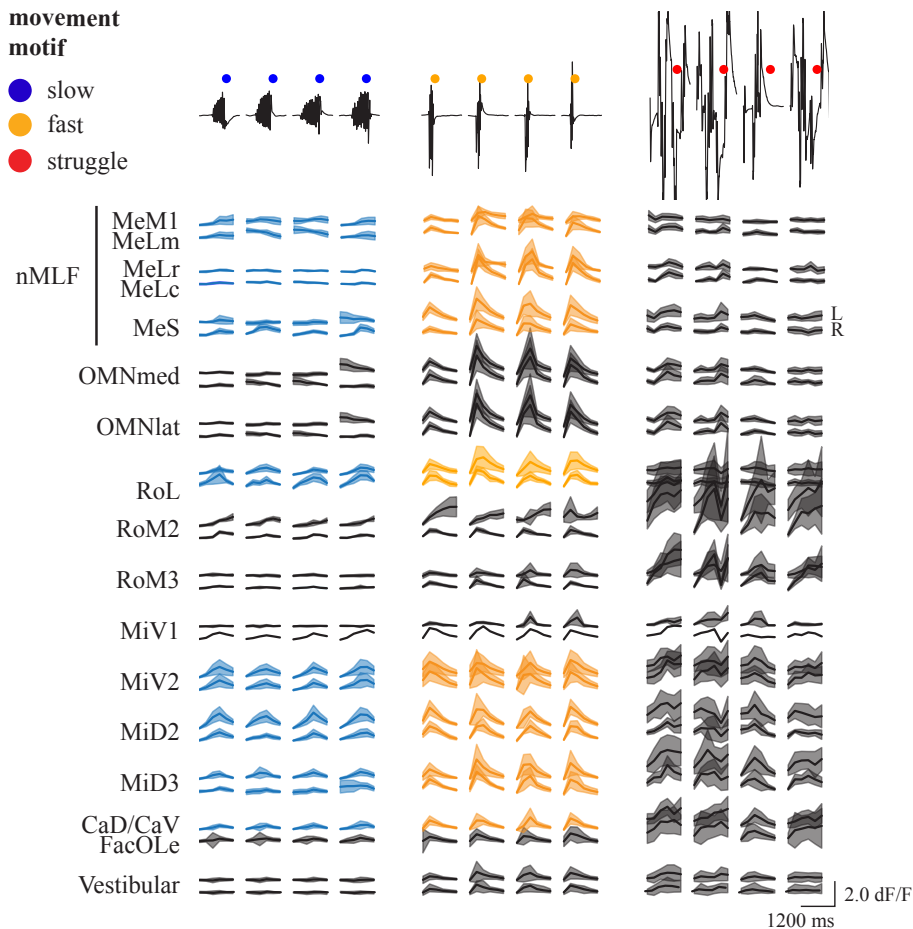 movement
motif
slow
fast
struggle
nMLF
MeM1
MeLm
MeLr
MeLc
MeS
L
R
OMNmed
OMNlat
RoL
RoM2
RoM3
MiV1
MiV2
MiD2
MiD3
CaD/CaV
FacOLe
Vestibular
2.0 dF/F
1200 ms